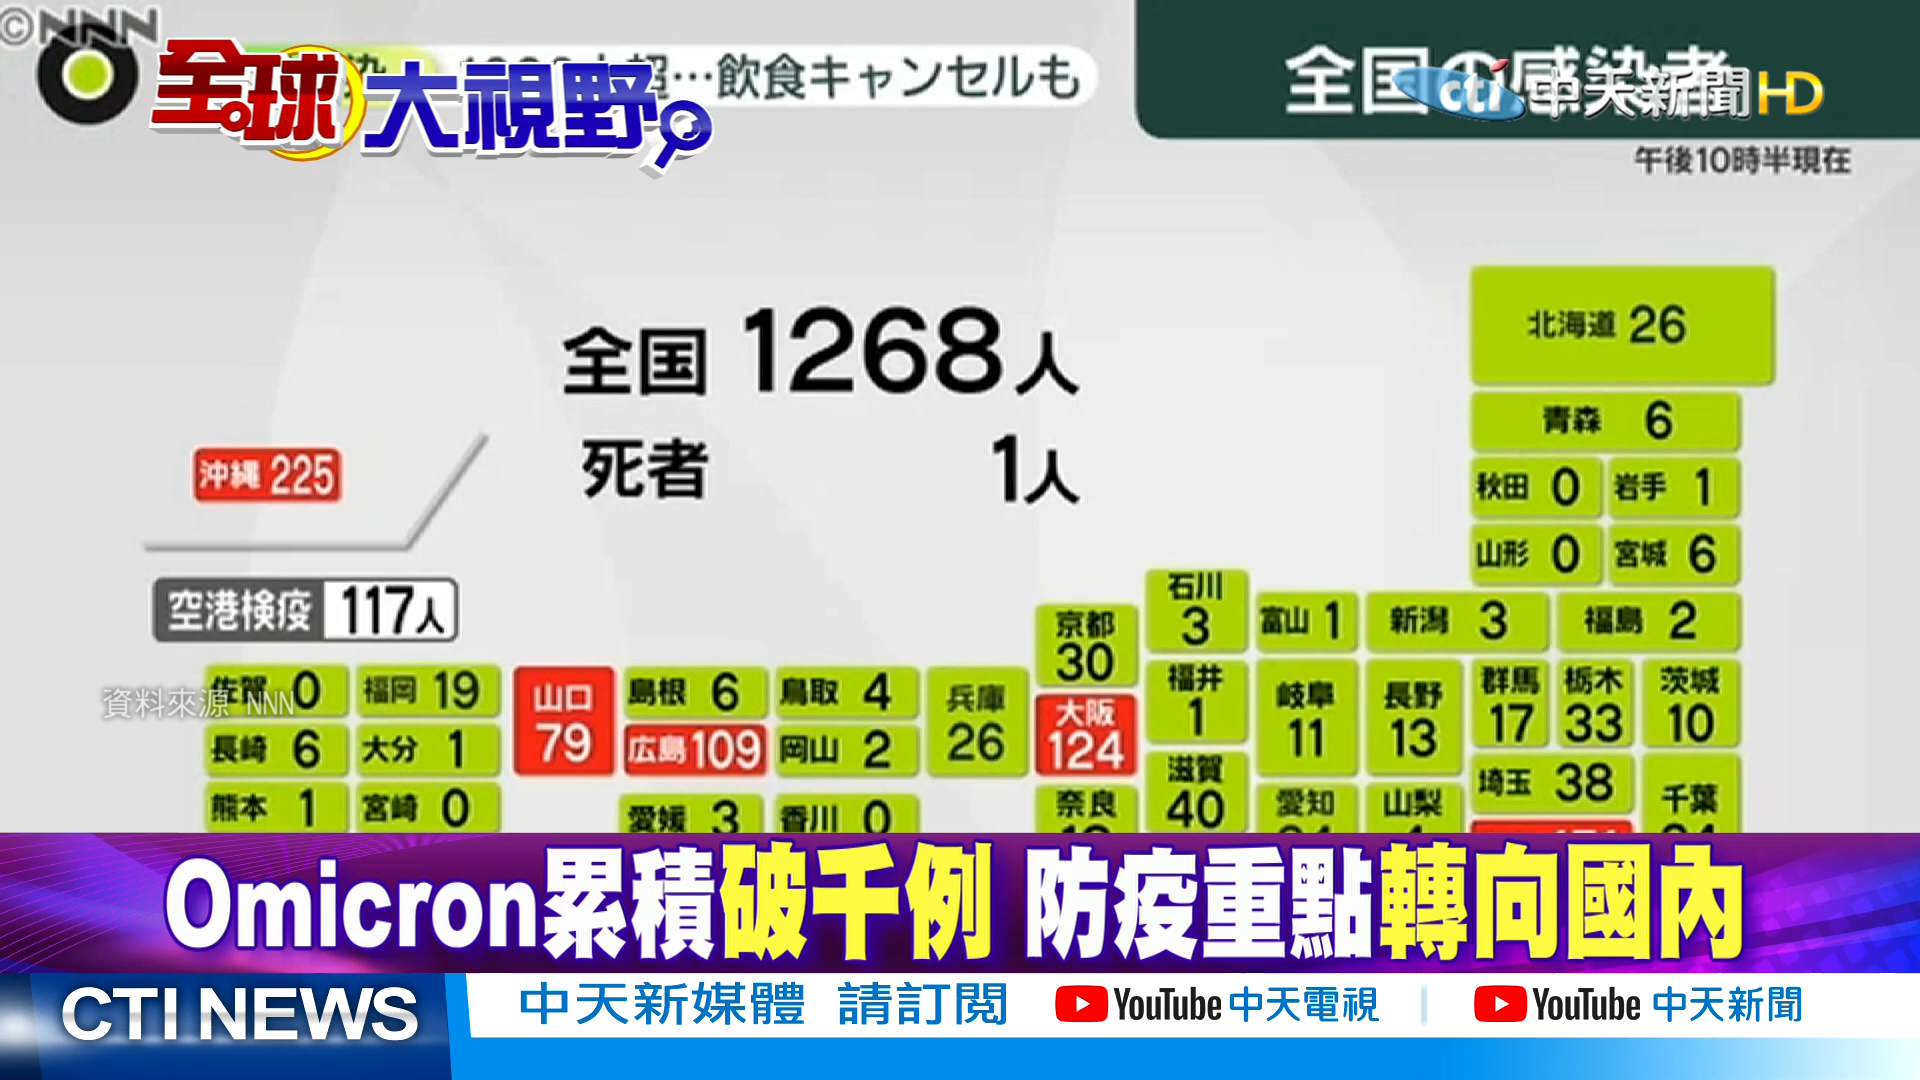 ©NNN
全球大視野
…飲食キャンセルも
全国の感染者
cti 中天新聞HD
午後10時半現在
全国 1268人
死者 1人
沖縄 225
空港検疫 117人
北海道 26
青森 6
秋田 0 岩手 1
山形 0 宮城 6
石川 3
富山 1
新潟 3
福島 2
京都 30
福井 1
岐阜 11
長野 13
群馬 17
栃木 33
茨城 10
佐賀 0
福岡 19
山口 79
島根 6
鳥取 4
兵庫 26
大阪 124
長崎 6
大分 1
広島 109
岡山 2
滋賀 40
埼玉 38
千葉
熊本 1
宮崎 0
愛媛 3
香川 0
奈良
愛知
山梨
資料來源 NNN
Omicron累積破千例 防疫重點轉向國內
CTI NEWS
中天新媒體 請訂閱 YouTube 中天電視 | YouTube 中天新聞